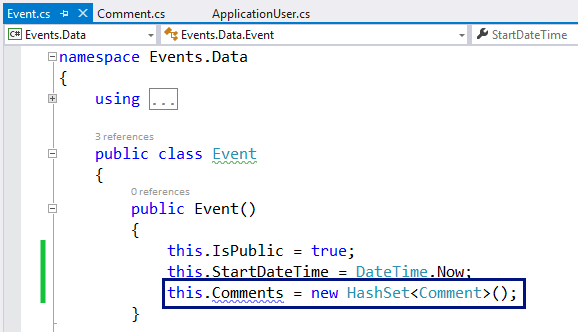 Event.cs Comment.cs ApplicationUser.cs
C# Events.Data Events.Data.Event StartDateTime
namespace Events.Data
{
using ...
3 references
public class Event
{
0 references
public Event()
{
this.IsPublic = true;
this.StartDateTime = DateTime.Now;
this.Comments = new HashSet<Comment>();
}